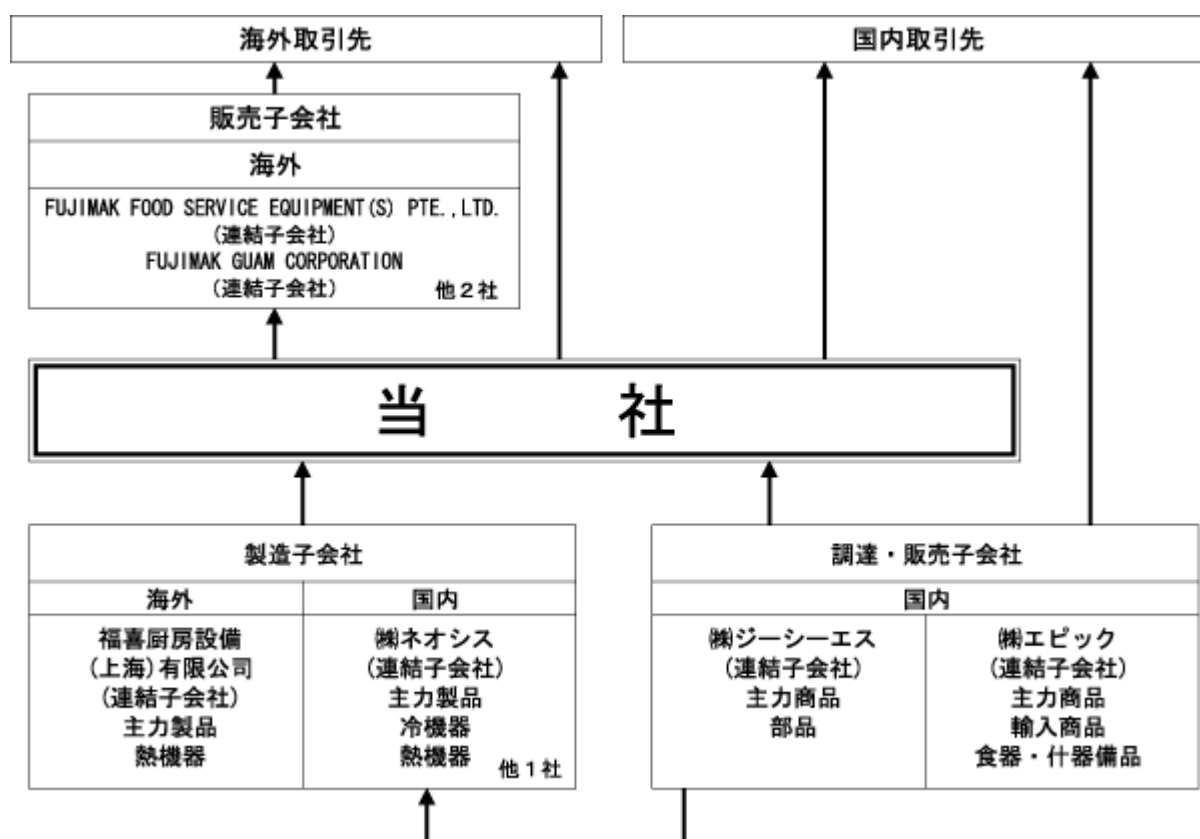 海外取引先
国内取引先
販売子会社
海外
FUJIMAK FOOD SERVICE EQUIPMENT(S) PTE.,LTD.
(連結子会社)
FUJIMAK GUAM CORPORATION
(連結子会社)
他2社
当社
製造子会社
海外
福喜厨房設備
(上海)有限公司
(連結子会社)
主力製品
熱機器
国内
㈱ネオシス
(連結子会社)
主力製品
冷機器
熱機器
他1社
調達・販売子会社
国内
㈱ジーシーエス
(連結子会社)
主力商品
部品
㈱エピック
(連結子会社)
主力商品
輸入商品
食器・什器備品